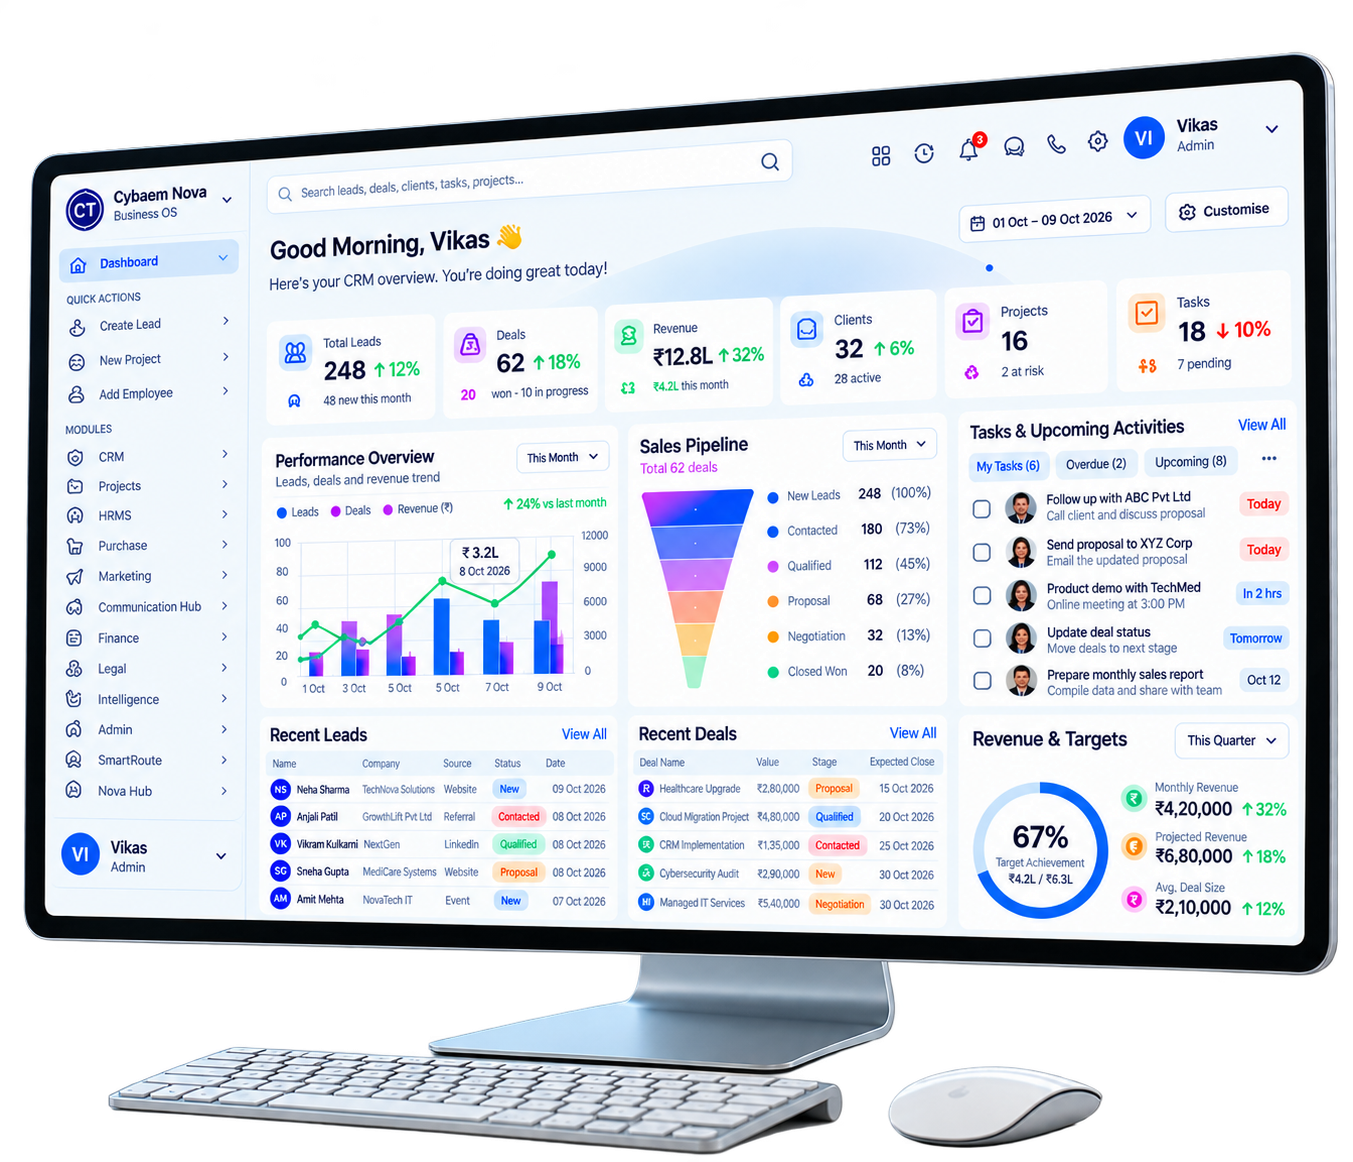 Cybaem Nova
Business OS
CT
Dashboard
QUICK ACTIONS
Create Lead
New Project
Add Employee
MODULES
CRM
Projects
HRMS
Purchase
Marketing
Communication Hub
Finance
Legal
Intelligence
Admin
SmartRoute
Nova Hub
VI
Vikas
Admin
Search leads, deals, clients, tasks, projects...
3
VI
Vikas
Admin
Good Morning, Vikas 👋
Here's your CRM overview. You're doing great today!
01 Oct – 09 Oct 2026
Customise
Total Leads
248 ↑ 12%
48 new this month
Deals
62 ↑ 18%
20 won - 10 in progress
Revenue
₹12.8L ↑ 32%
₹4.2L this month
Clients
32 ↑ 6%
28 active
Projects
16
2 at risk
Tasks
18 ↓ 10%
7 pending
Performance Overview
Leads, deals and revenue trend
This Month
Leads Deals Revenue (₹)
↑ 24% vs last month
100
80
60
40
20
0
12000
9000
6000
3000
0
₹ 3.2L
8 Oct 2026
1 Oct 3 Oct 5 Oct 5 Oct 7 Oct 9 Oct
Sales Pipeline
Total 62 deals
This Month
New Leads 248 (100%)
Contacted 180 (73%)
Qualified 112 (45%)
Proposal 68 (27%)
Negotiation 32 (13%)
Closed Won 20 (8%)
Tasks & Upcoming Activities
View All
My Tasks (6) Overdue (2) Upcoming (8) •••
Follow up with ABC Pvt Ltd
Call client and discuss proposal
Today
Send proposal to XYZ Corp
Email the updated proposal
Today
Product demo with TechMed
Online meeting at 3:00 PM
In 2 hrs
Update deal status
Move deals to next stage
Tomorrow
Prepare monthly sales report
Compile data and share with team
Oct 12
Recent Leads
View All
Name Company Source Status Date
NS Neha Sharma TechNova Solutions Website New 09 Oct 2026
AP Anjali Patil GrowthLift Pvt Ltd Referral Contacted 08 Oct 2026
VK Vikram Kulkarni NextGen LinkedIn Qualified 08 Oct 2026
SG Sneha Gupta MediCare Systems Website Proposal 08 Oct 2026
AM Amit Mehta NovaTech IT Event New 07 Oct 2026
Recent Deals
View All
Deal Name Value Stage Expected Close
R Healthcare Upgrade ₹2,80,000 Proposal 15 Oct 2026
SC Cloud Migration Project ₹4,80,000 Qualified 20 Oct 2026
CRM Implementation ₹1,35,000 Contacted 25 Oct 2026
Cybersecurity Audit ₹2,90,000 New 30 Oct 2026
Managed IT Services ₹5,40,000 Negotiation 30 Oct 2026
Revenue & Targets
This Quarter
67%
Target Achievement
₹4.2L / ₹6.3L
Monthly Revenue
₹4,20,000 ↑ 32%
Projected Revenue
₹6,80,000 ↑ 18%
Avg. Deal Size
₹2,10,000 ↑ 12%